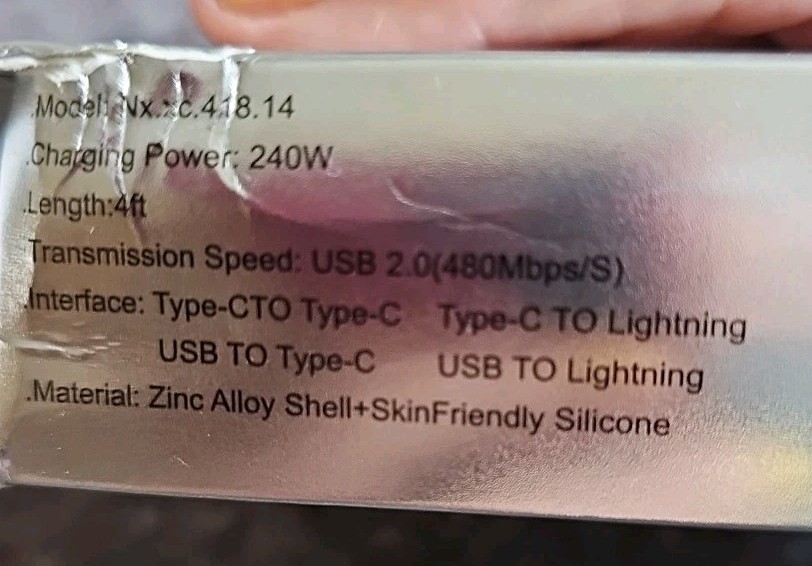 .Model: Nx.xc.418.14
.Charging Power: 240W
.Length:4ft
Transmission Speed: USB 2.0(480Mbps/S)
.Interface: Type-CTO Type-C Type-C TO Lightning
USB TO Type-C USB TO Lightning
.Material: Zinc Alloy Shell+SkinFriendly Silicone